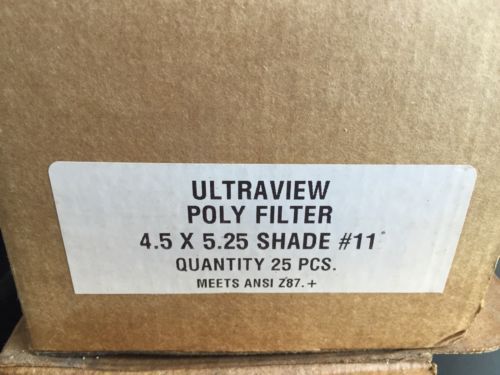 ULTRAVIEW
POLY FILTER
4.5 X 5.25 SHADE #11
QUANTITY 25 PCS.
MEETS ANSI Z87.+